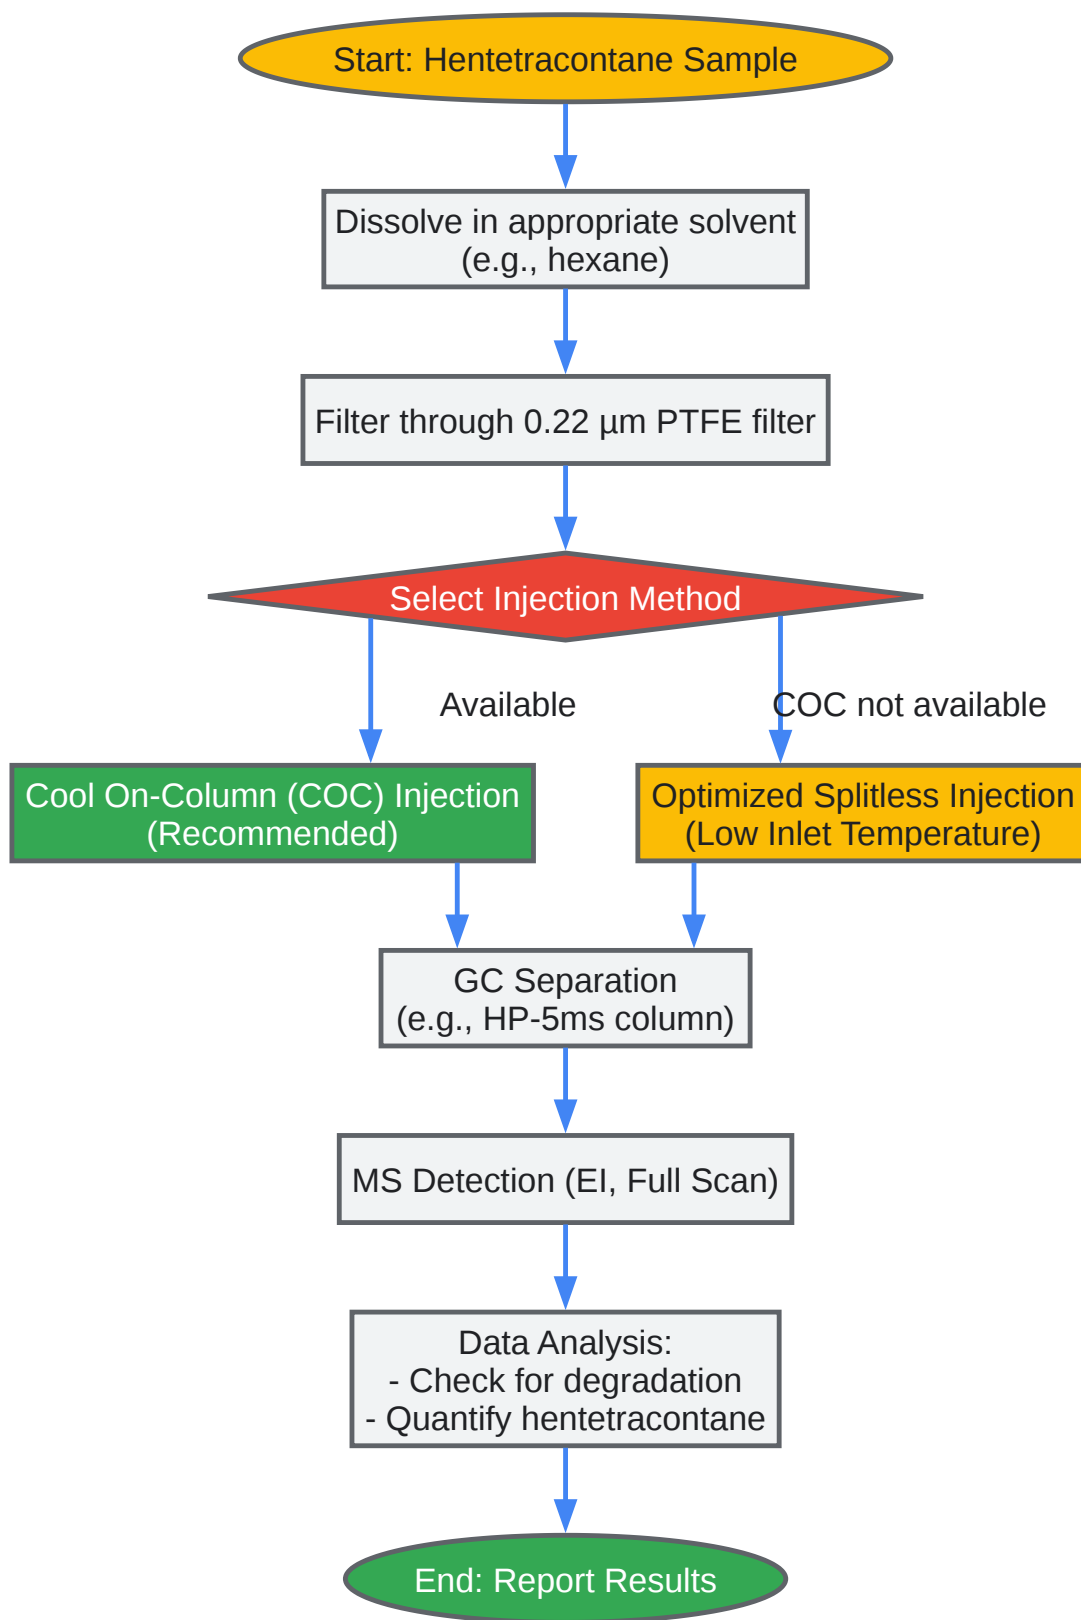 Start: Hentetracontane Sample
Dissolve in appropriate solvent
(e.g., hexane)
Filter through 0.22 µm PTFE filter
Select Injection Method
Available
COC not available
Cool On-Column (COC) Injection
(Recommended)
Optimized Splitless Injection
(Low Inlet Temperature)
GC Separation
(e.g., HP-5ms column)
MS Detection (EI, Full Scan)
Data Analysis:
- Check for degradation
- Quantify hentetracontane
End: Report Results